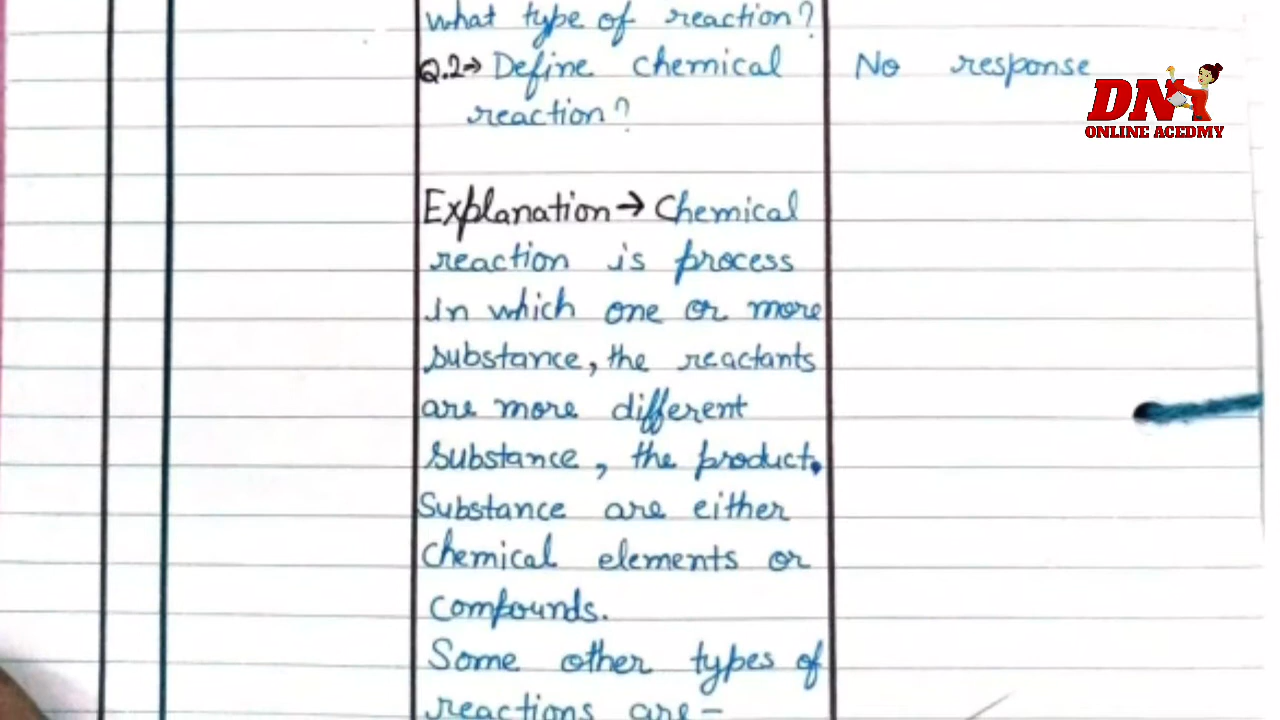 what type of reaction?
Q.2→ Define chemical No response
reaction?
DN
ONLINE ACEDMY
Explanation → Chemical
reaction is process
In which one or more
substance, the reactants
are more different
substance, the product.
Substance are either
chemical elements or
compounds.
Some other types of
reactions are-